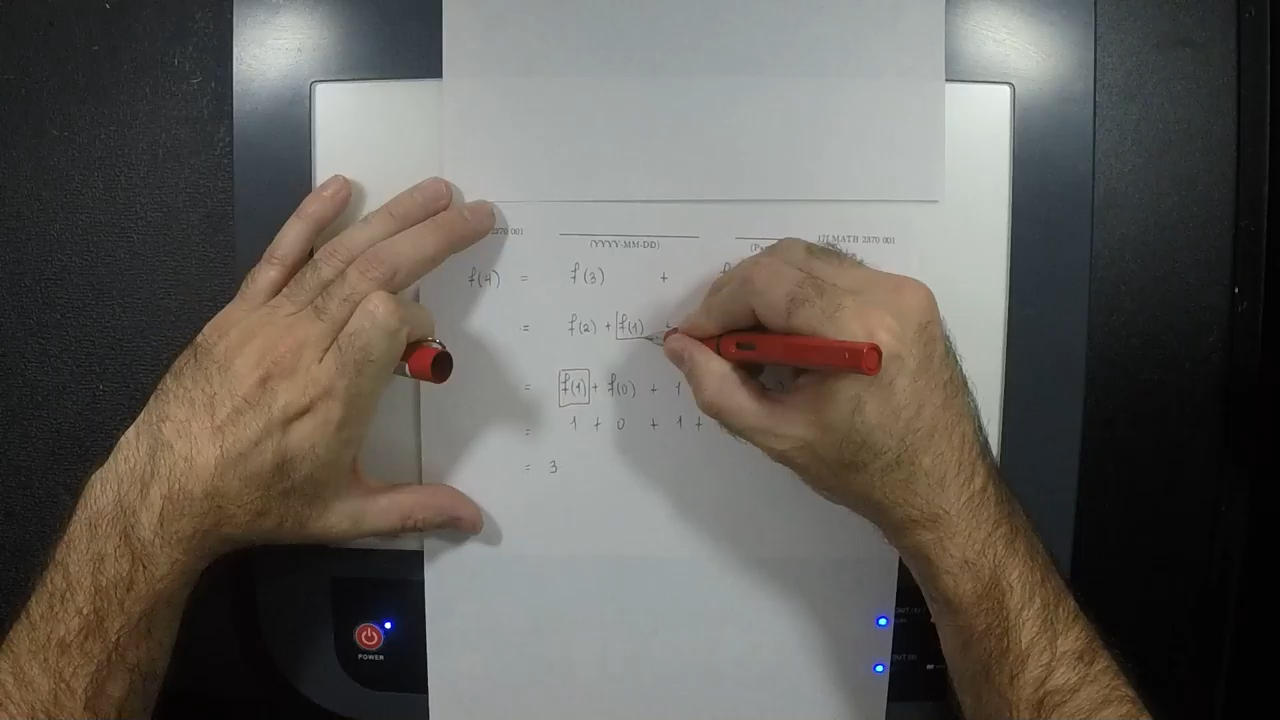 2370 001 (YYYY-MM-DD) 171 MATH 2370 001
f(4) = f(3) +
= f(2) + f(1)
= f(1) + f(0) + 1
= 1 + 0 + 1 +
= 3
POWER